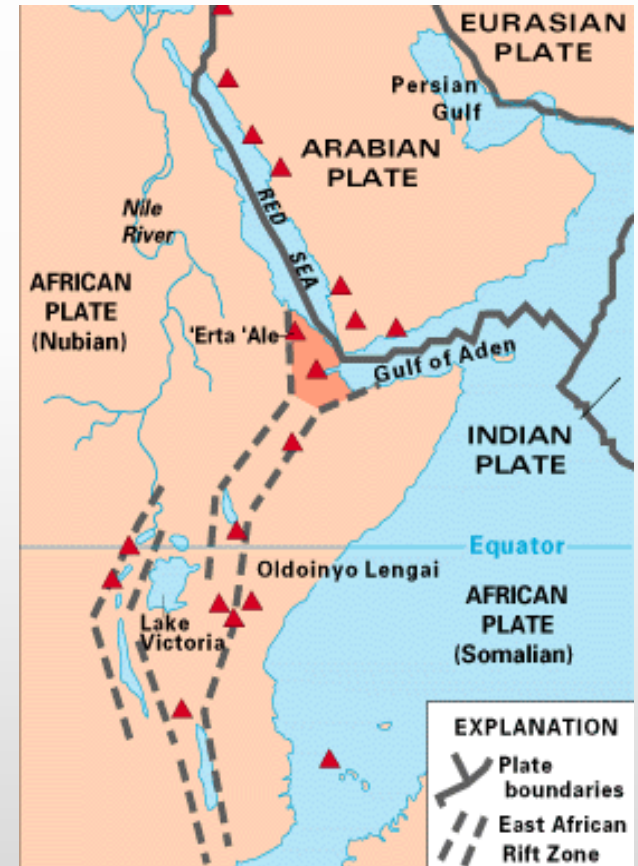 EURASIAN
PLATE
Persian
Gulf
ARABIAN
PLATE
RED
SEA
Nile
River
AFRICAN
PLATE
(Nubian)
'Erta 'Ale
Gulf of Aden
INDIAN
PLATE
Equator
Oldoinyo Lengai
AFRICAN
PLATE
(Somalian)
Lake
Victoria
EXPLANATION
Plate
boundaries
East African
Rift Zone